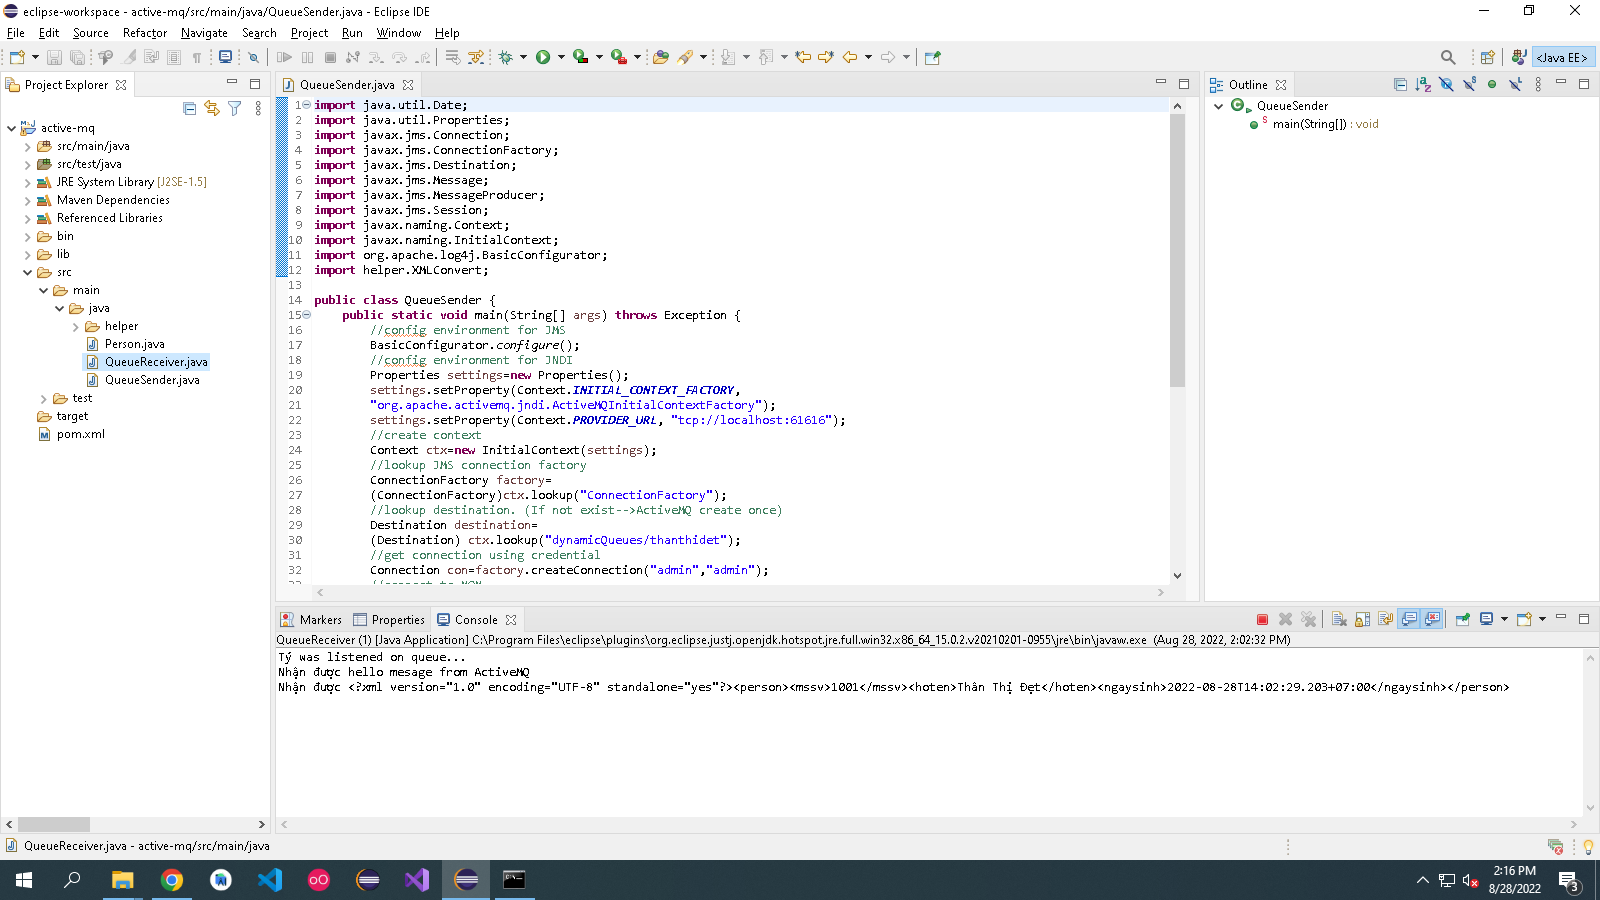 eclipse-workspace - active-mq/src/main/java/QueueSender.java - Eclipse IDE
File Edit Source Refactor Navigate Search Project Run Window Help
<Java EE>
Project Explorer
active-mq
src/main/java
src/test/java
JRE System Library [J2SE-1.5]
Maven Dependencies
Referenced Libraries
bin
lib
src
main
java
helper
Person.java
QueueReceiver.java
QueueSender.java
test
target
pom.xml
QueueSender.java
1 import java.util.Date;
2 import java.util.Properties;
3 import javax.jms.Connection;
4 import javax.jms.ConnectionFactory;
5 import javax.jms.Destination;
6 import javax.jms.Message;
7 import javax.jms.MessageProducer;
8 import javax.jms.Session;
9 import javax.naming.Context;
10 import javax.naming.InitialContext;
11 import org.apache.log4j.BasicConfigurator;
12 import helper.XMLConvert;
13
14 public class QueueSender {
15 public static void main(String[] args) throws Exception {
16 //config environment for JMS
17 BasicConfigurator.configure();
18 //config environment for JNDI
19 Properties settings=new Properties();
20 settings.setProperty(Context.INITIAL_CONTEXT_FACTORY,
21 "org.apache.activemq.jndi.ActiveMQInitialContextFactory");
22 settings.setProperty(Context.PROVIDER_URL, "tcp://localhost:61616");
23 //create context
24 Context ctx=new InitialContext(settings);
25 //lookup JMS connection factory
26 ConnectionFactory factory=
27 (ConnectionFactory)ctx.lookup("ConnectionFactory");
28 //lookup destination. (If not exist-->ActiveMQ create once)
29 Destination destination=
30 (Destination) ctx.lookup("dynamicQueues/thanthidet");
31 //get connection using credential
32 Connection con=factory.createConnection("admin","admin");
Outline
QueueSender
main(String[]) : void
Markers Properties Console
QueueReceiver (1) [Java Application] C:\Program Files\eclipse\plugins\org.eclipse.justj.openjdk.hotspot.jre.full.win32.x86_64_15.0.2.v20210201-0955\jre\bin\javaw.exe (Aug 28, 2022, 2:02:32 PM)
Tý was listened on queue...
Nhận được hello mesage from ActiveMQ
Nhận được <?xml version="1.0" encoding="UTF-8" standalone="yes"?><person><mssv>1001</mssv><hoten>Thân Thị Đẹt</hoten><ngaysinh>2022-08-28T14:02:29.203+07:00</ngaysinh></person>
QueueReceiver.java - active-mq/src/main/java
2:16 PM
8/28/2022
3